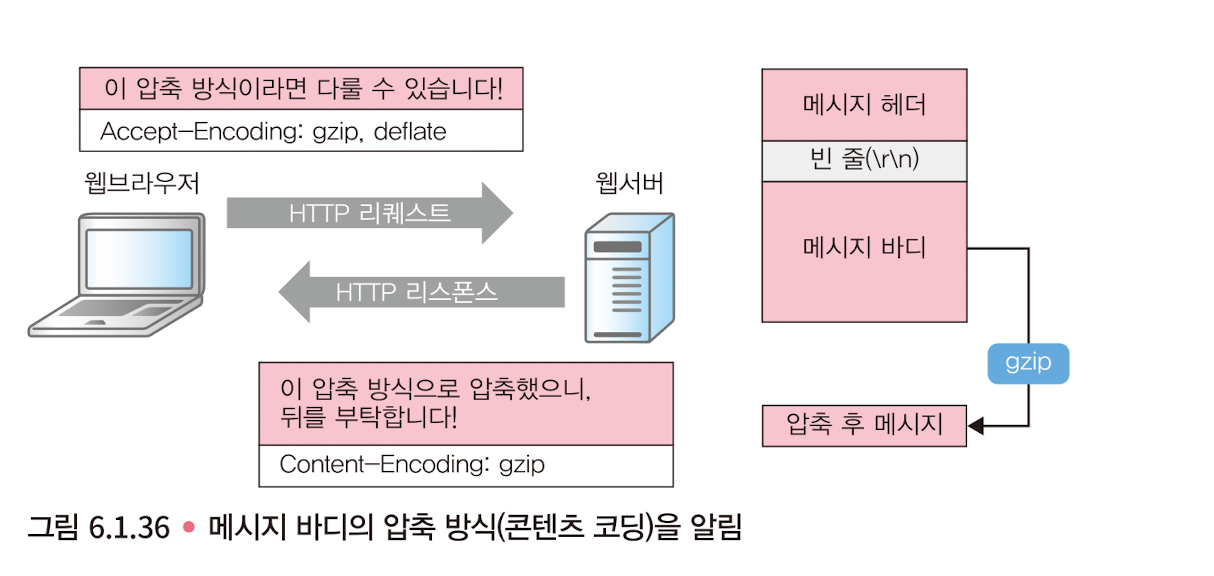 이 압축 방식이라면 다룰 수 있습니다!
Accept-Encoding: gzip, deflate
웹브라우저
웹서버
HTTP 리퀘스트
HTTP 리스폰스
이 압축 방식으로 압축했으니,
뒤를 부탁합니다!
Content-Encoding: gzip
메시지 헤더
빈 줄(\r\n)
메시지 바디
gzip
압축 후 메시지
그림 6.1.36 • 메시지 바디의 압축 방식(콘텐츠 코딩)을 알림